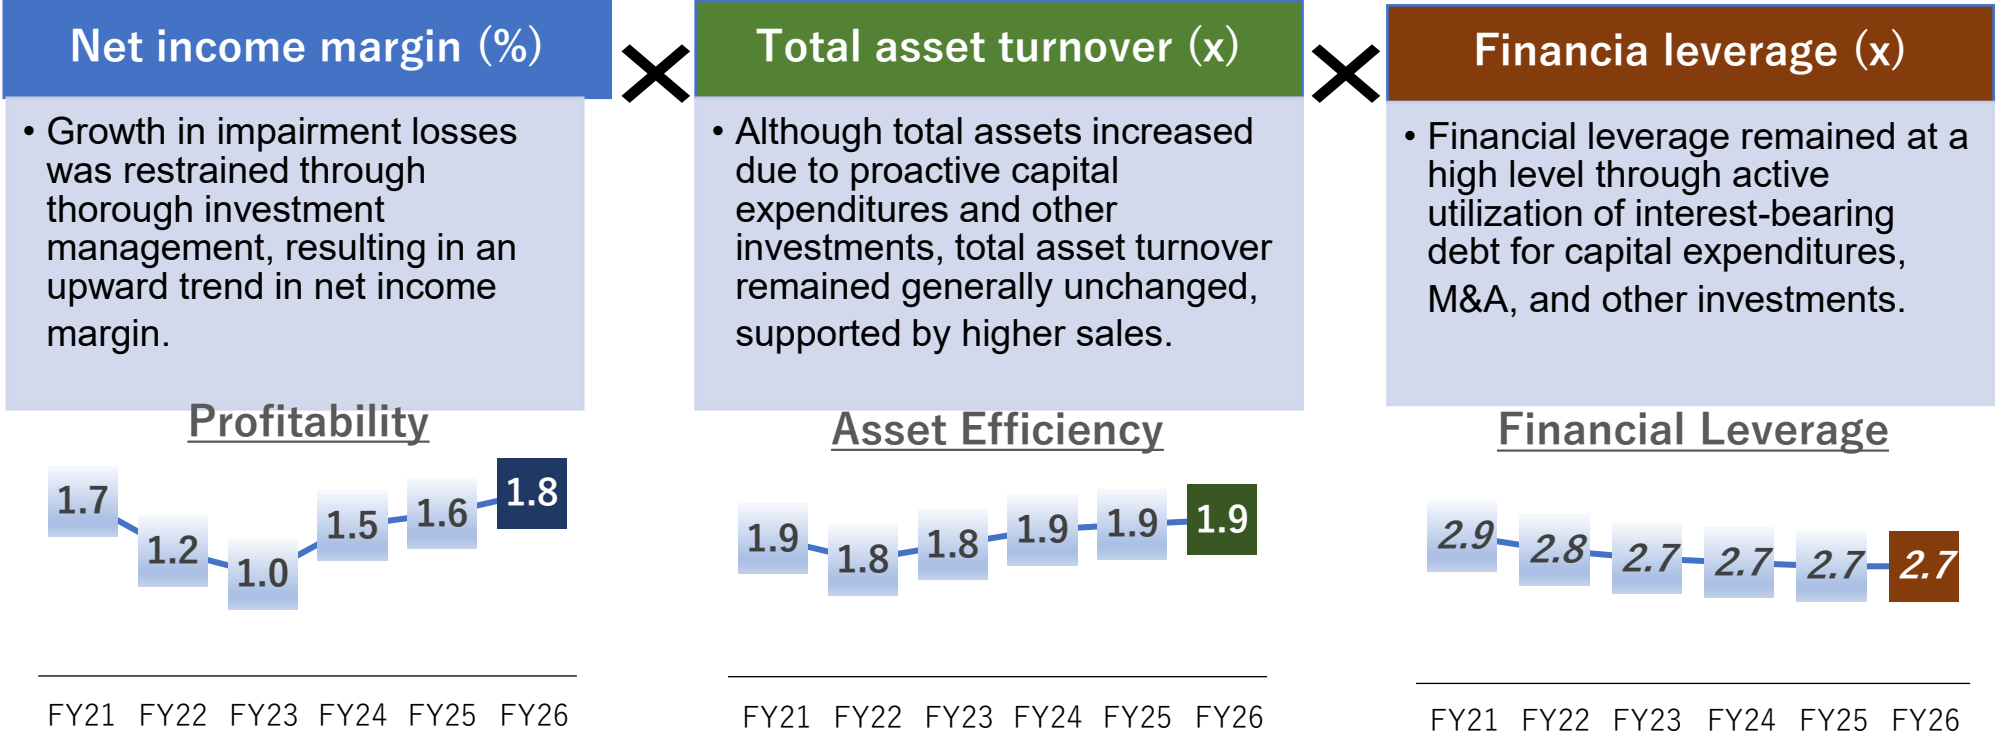 Net income margin (%)
• Growth in impairment losses
was restrained through
thorough investment
management, resulting in an
upward trend in net income
margin.
Total asset turnover (x)
• Although total assets increased
due to proactive capital
expenditures and other
investments, total asset turnover
remained generally unchanged,
supported by higher sales.
Financia leverage (x)
• Financial leverage remained at a
high level through active
utilization of interest-bearing
debt for capital expenditures,
M&A, and other investments.
Profitability
1.7 1.2 1.0 1.5 1.6 1.8
FY21 FY22 FY23 FY24 FY25 FY26
Asset Efficiency
1.9 1.8 1.8 1.9 1.9 1.9
FY21 FY22 FY23 FY24 FY25 FY26
Financial Leverage
2.9 2.8 2.7 2.7 2.7 2.7
FY21 FY22 FY23 FY24 FY25 FY26